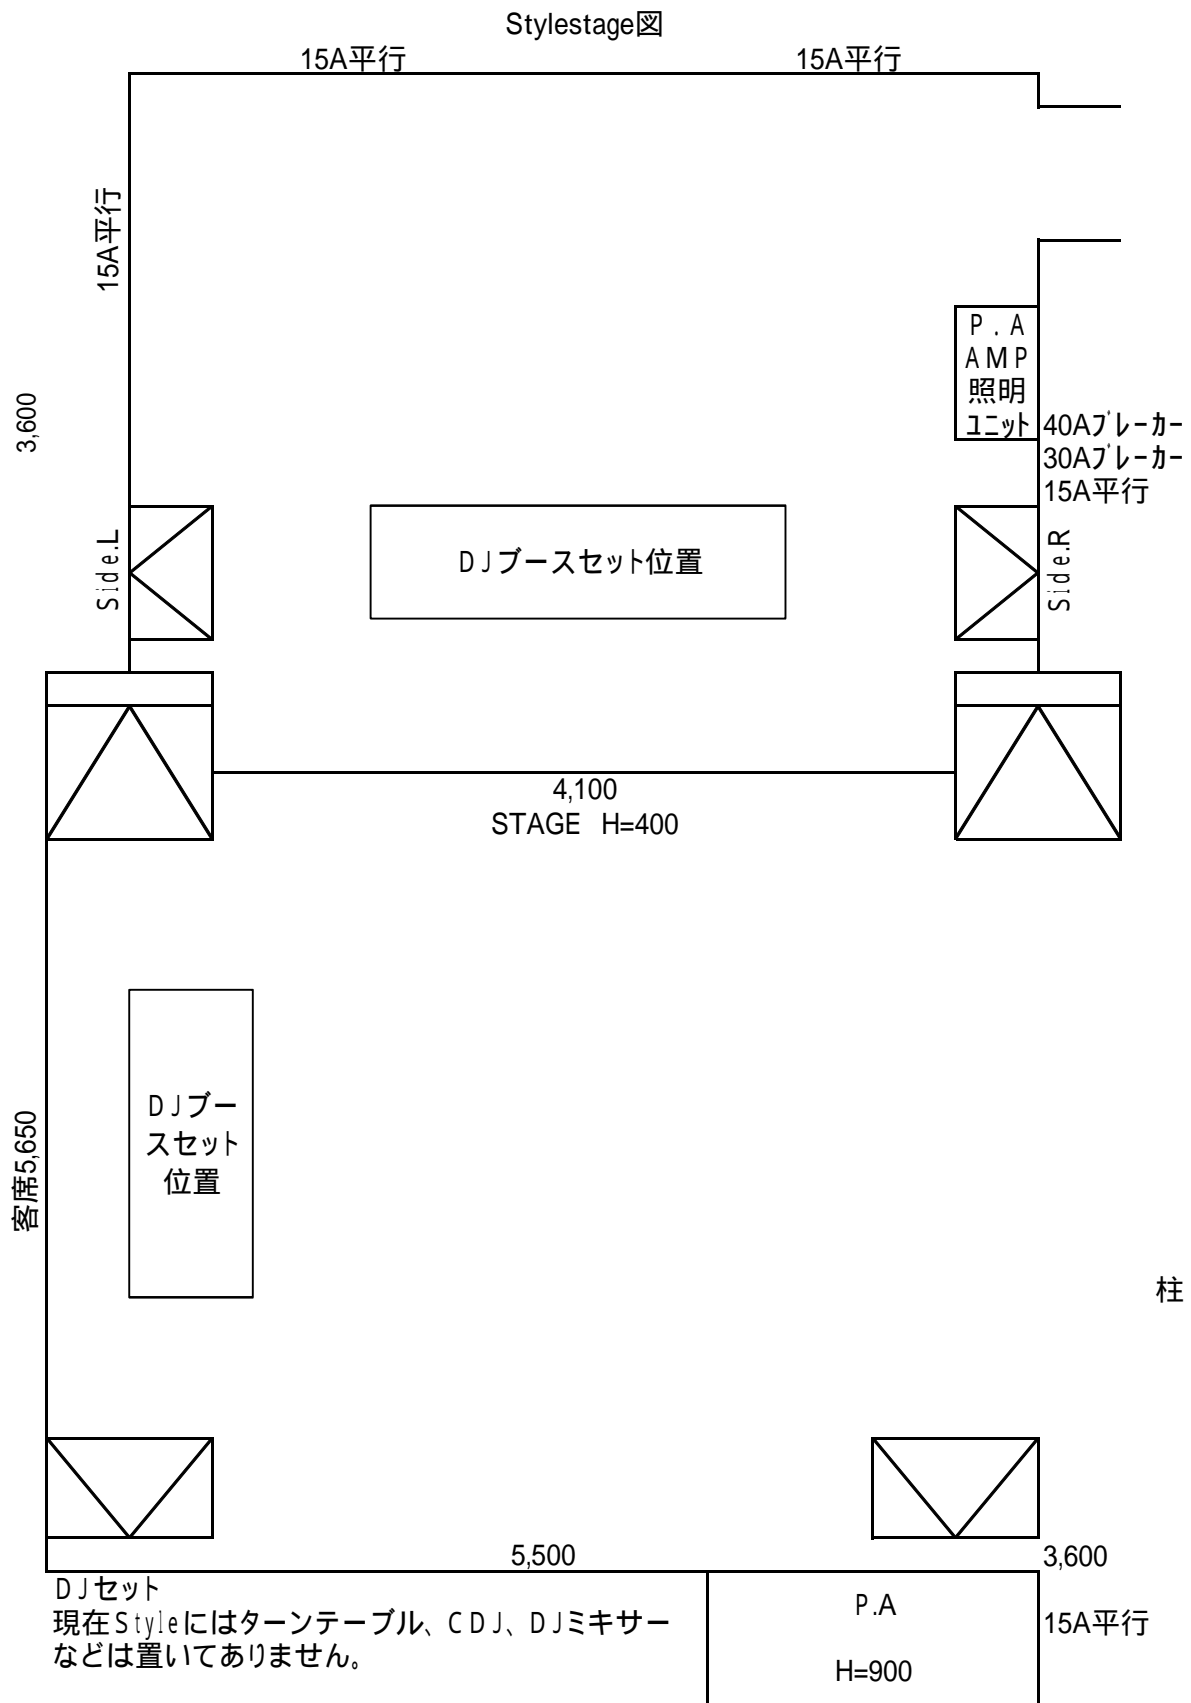 Stylestage図
15A平行
15A平行
15A平行
3,600
P.A
AMP
照明
ﾕﾆｯﾄ
40Aﾌﾞﾚｰｶｰ
30Aﾌﾞﾚｰｶｰ
15A平行
Side.L
DJブースセット位置
Side.R
4,100
STAGE H=400
DJブー
スセット
位置
客席5,650
柱
5,500
3,600
DJセット
現在Styleにはターンテーブル、CDJ、DJミキサー
などは置いてありません。
P.A
H=900
15A平行